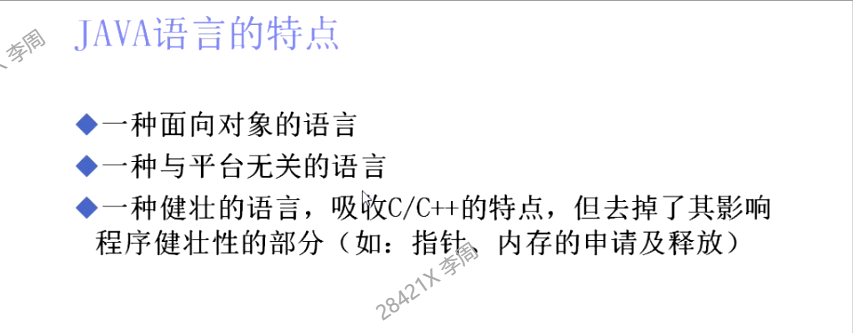 JAVA语言的特点
X 李周
一种面向对象的语言
一种与平台无关的语言
一种健壮的语言，吸收C/C++的特点，但去掉了其影响
程序健壮性的部分（如：指针、内存的申请及释放）
28421X 李周